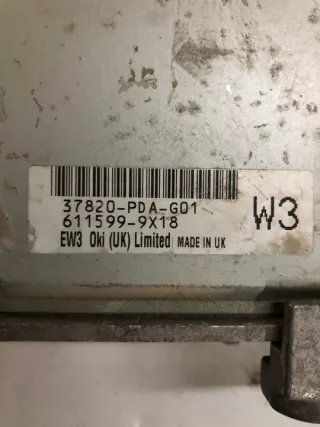 37820-PDA-G01
611599-9X18
EW3 Oki (UK) Limited MADE IN UK
W3